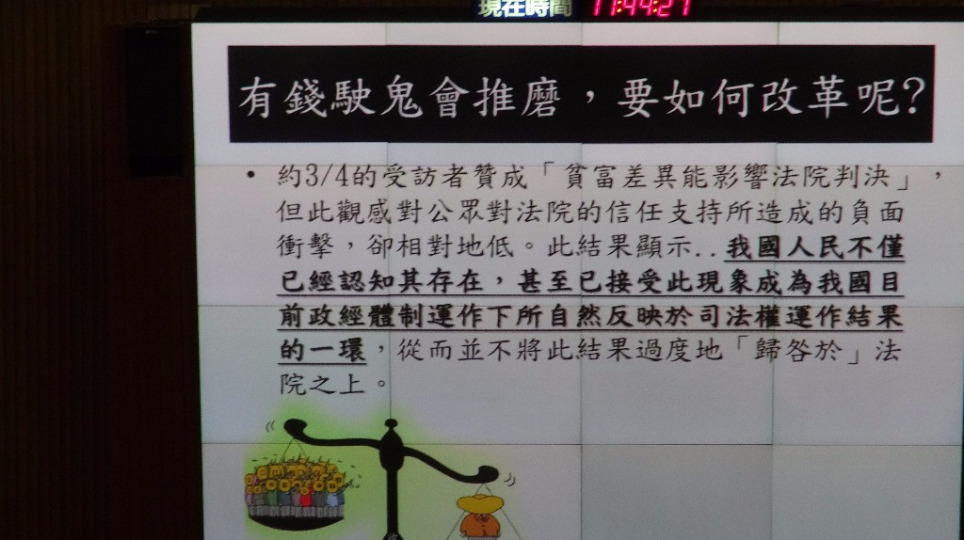 現在時間 11:44:27
有錢駛鬼會推磨，要如何改革呢?
• 約3/4的受訪者贊成「貧富差異能影響法院判決」，
但此觀感對公眾對法院的信任支持所造成的負面
衝擊，卻相對地低。此結果顯示..我國人民不僅
已經認知其存在，甚至已接受此現象成為我國目
前政經體制運作下所自然反映於司法權運作結果
的一環，從而並不將此結果過度地「歸咎於」法
院之上。